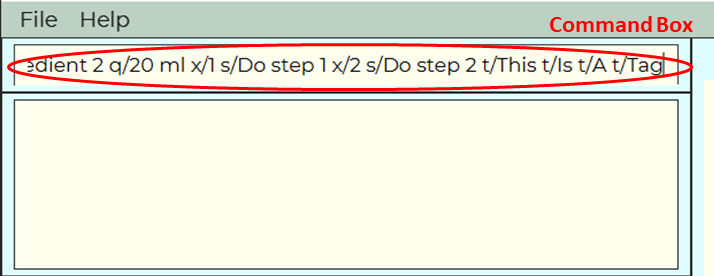 File Help
Command Box
edient 2 q/20 ml x/1 s/Do step 1 x/2 s/Do step 2 t/This t/Is t/A t/Tag